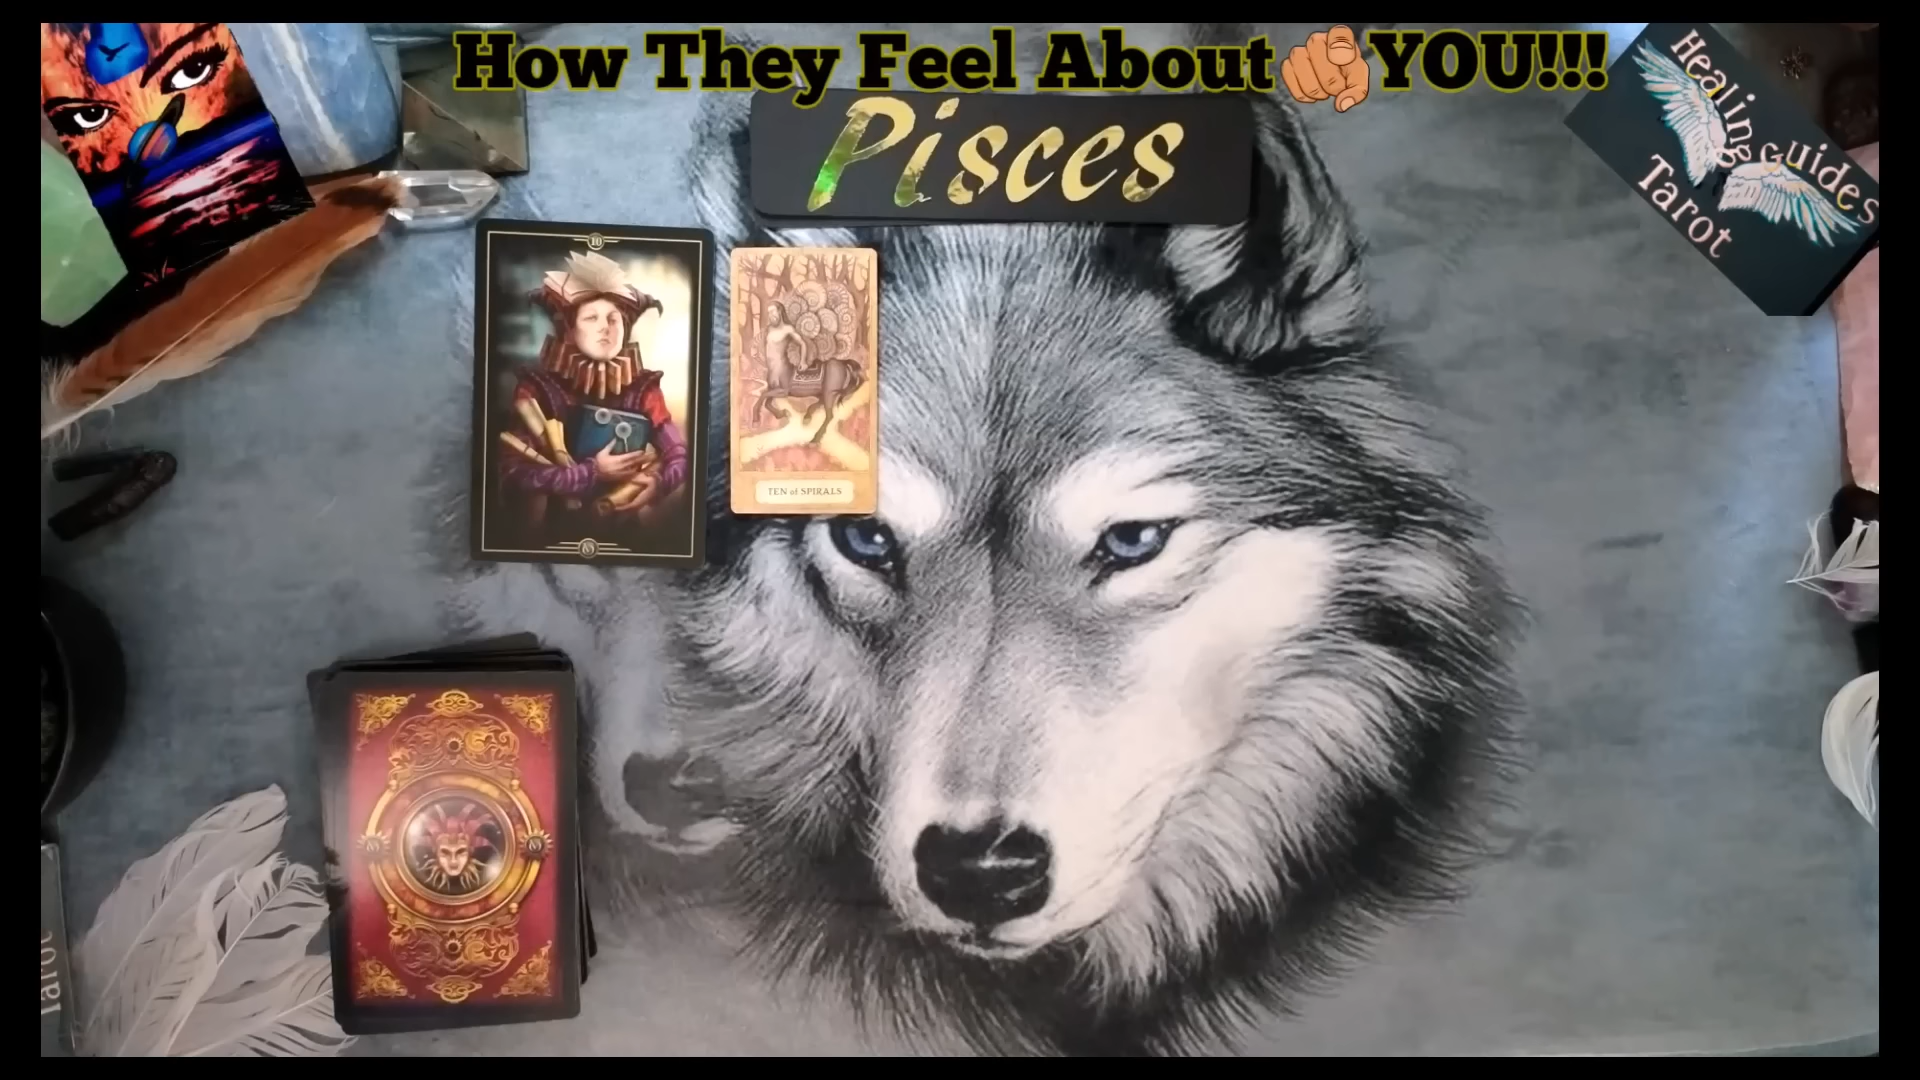 How They Feel About YOU!!!
Pisces
Healing Guides
Tarot
10
TEN of SPIRALS
Tarot